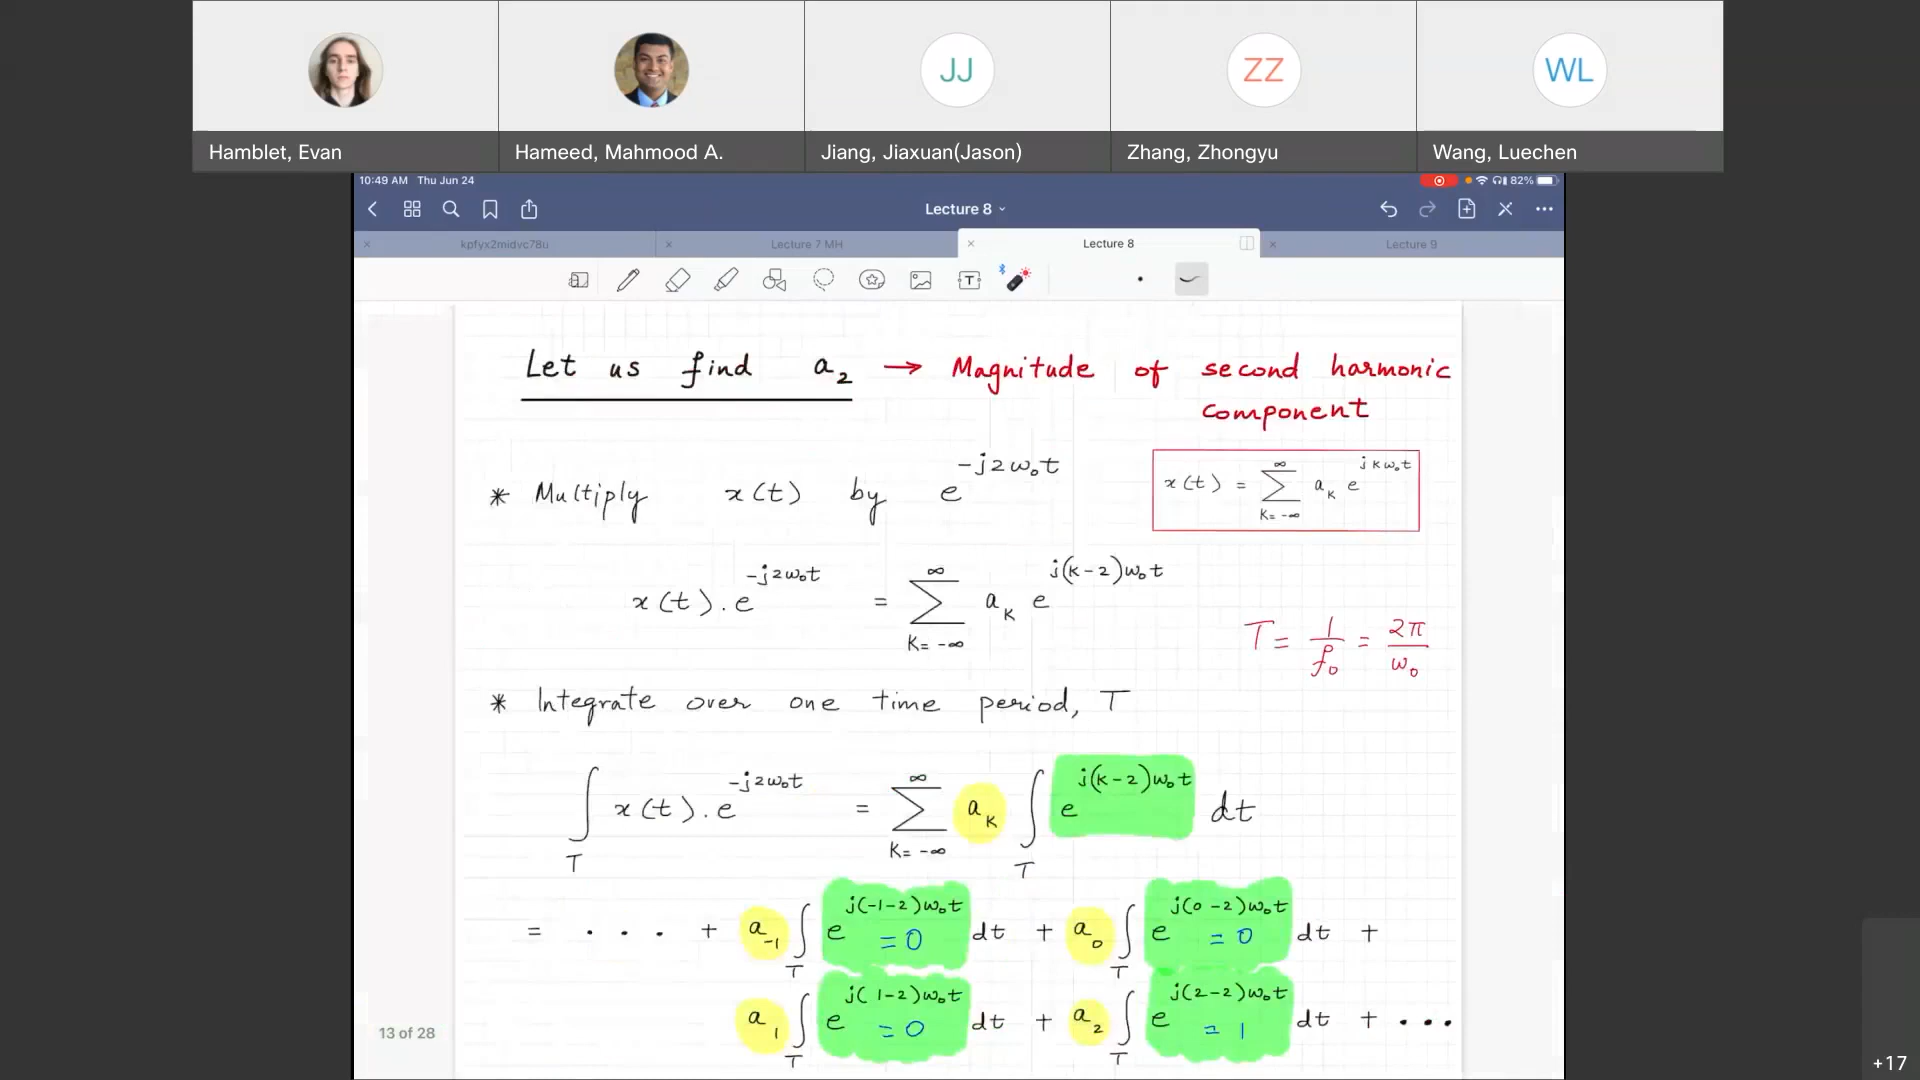 JJ
ZZ
WL
Hamblet, Evan
Hameed, Mahmood A.
Jiang, Jiaxuan(Jason)
Zhang, Zhongyu
Wang, Luechen
10:49 AM Thu Jun 24
82%
Lecture 8
kpfyx2midvc78u
Lecture 7 MH
Lecture 8
Lecture 9
Let us find a₂ → Magnitude of second harmonic
component
* Multiply x(t) by e^{-j2ω₀t}
x(t) = ∑_{K=-∞}^{∞} a_K e^{jKω₀t}
x(t).e^{-j2ω₀t} = ∑_{K=-∞}^{∞} a_K e^{j(K-2)ω₀t}
T = 1/f₀ = 2π/ω₀
* Integrate over one time period, T
∫_T x(t).e^{-j2ω₀t} = ∑_{K=-∞}^{∞} a_K ∫_T e^{j(K-2)ω₀t} dt
= . . . + a₋₁ ∫_T e^{j(-1-2)ω₀t} =0 dt + a₀ ∫_T e^{j(0-2)ω₀t} =0 dt +
a₁ ∫_T e^{j(1-2)ω₀t} =0 dt + a₂ ∫_T e^{j(2-2)ω₀t} =1 dt + ...
13 of 28
+17